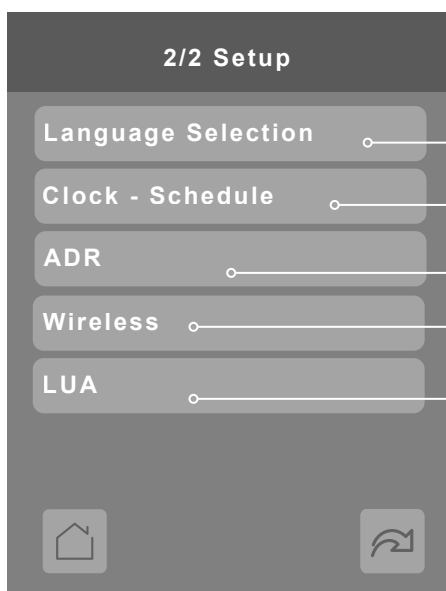 2/2 Setup
Language Selection
Clock - Schedule
ADR
Wireless
LUA